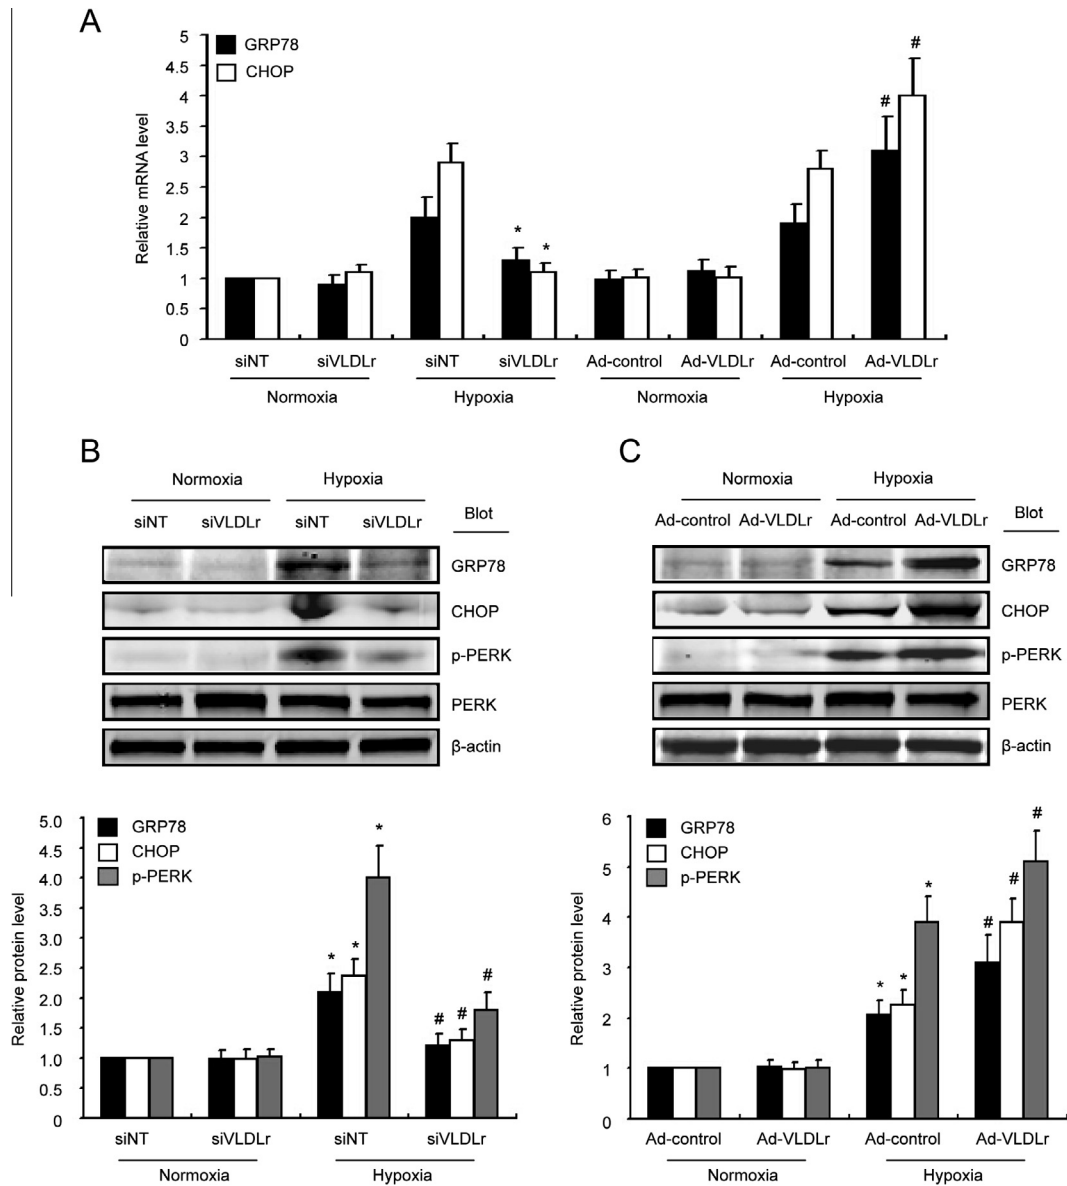 A
Relative mRNA level
5
4.5
4
3.5
3
2.5
2
1.5
1
0.5
0
GRP78
CHOP
* * # #
siNT siVLDLr siNT siVLDLr Ad-control Ad-VLDLr Ad-control Ad-VLDLr
Normoxia Hypoxia Normoxia Hypoxia
B
Normoxia Hypoxia
siNT siVLDLr siNT siVLDLr Blot
GRP78
CHOP
p-PERK
PERK
β-actin
Relative protein level
5.0
4.5
4.0
3.5
3.0
2.5
2.0
1.5
1.0
0.5
0
GRP78
CHOP
p-PERK
* * * # # #
siNT siVLDLr siNT siVLDLr
Normoxia Hypoxia
C
Normoxia Hypoxia
Ad-control Ad-VLDLr Ad-control Ad-VLDLr Blot
GRP78
CHOP
p-PERK
PERK
β-actin
Relative protein level
6
5
4
3
2
1
0
GRP78
CHOP
p-PERK
* * * # # #
Ad-control Ad-VLDLr Ad-control Ad-VLDLr
Normoxia Hypoxia